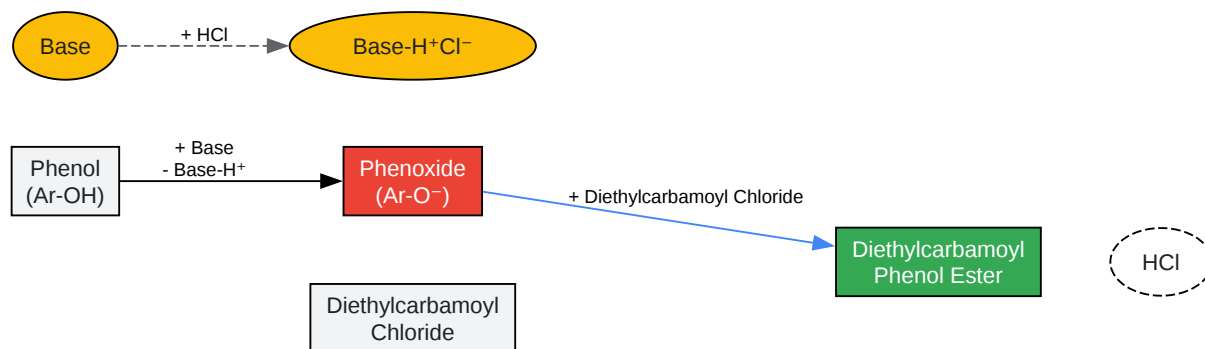 Base
+ HCl
Base-H⁺Cl⁻
Phenol
(Ar-OH)
+ Base
- Base-H⁺
Phenoxide
(Ar-O⁻)
+ Diethylcarbamoyl Chloride
Diethylcarbamoyl
Phenol Ester
HCl
Diethylcarbamoyl
Chloride